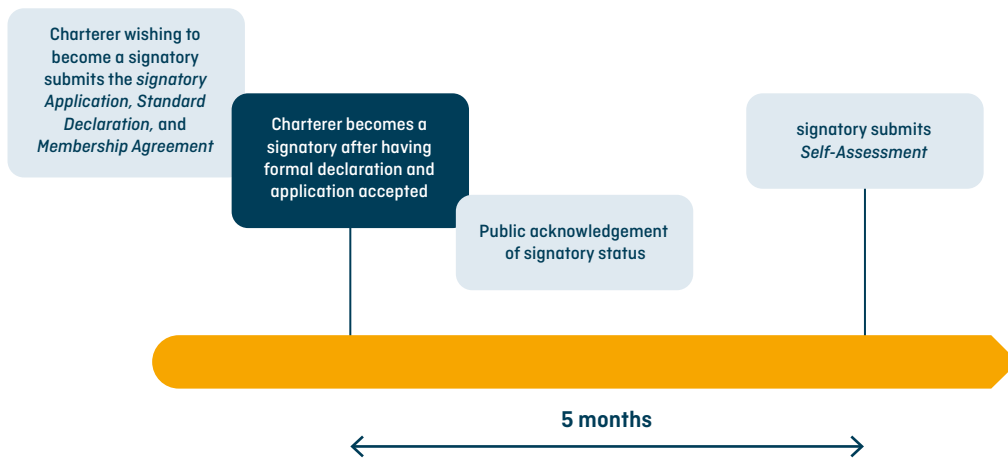 Charterer wishing to
become a signatory
submits the signatory
Application, Standard
Declaration, and
Membership Agreement
Charterer becomes a
signatory after having
formal declaration and
application accepted
Public acknowledgement
of signatory status
signatory submits
Self-Assessment
5 months